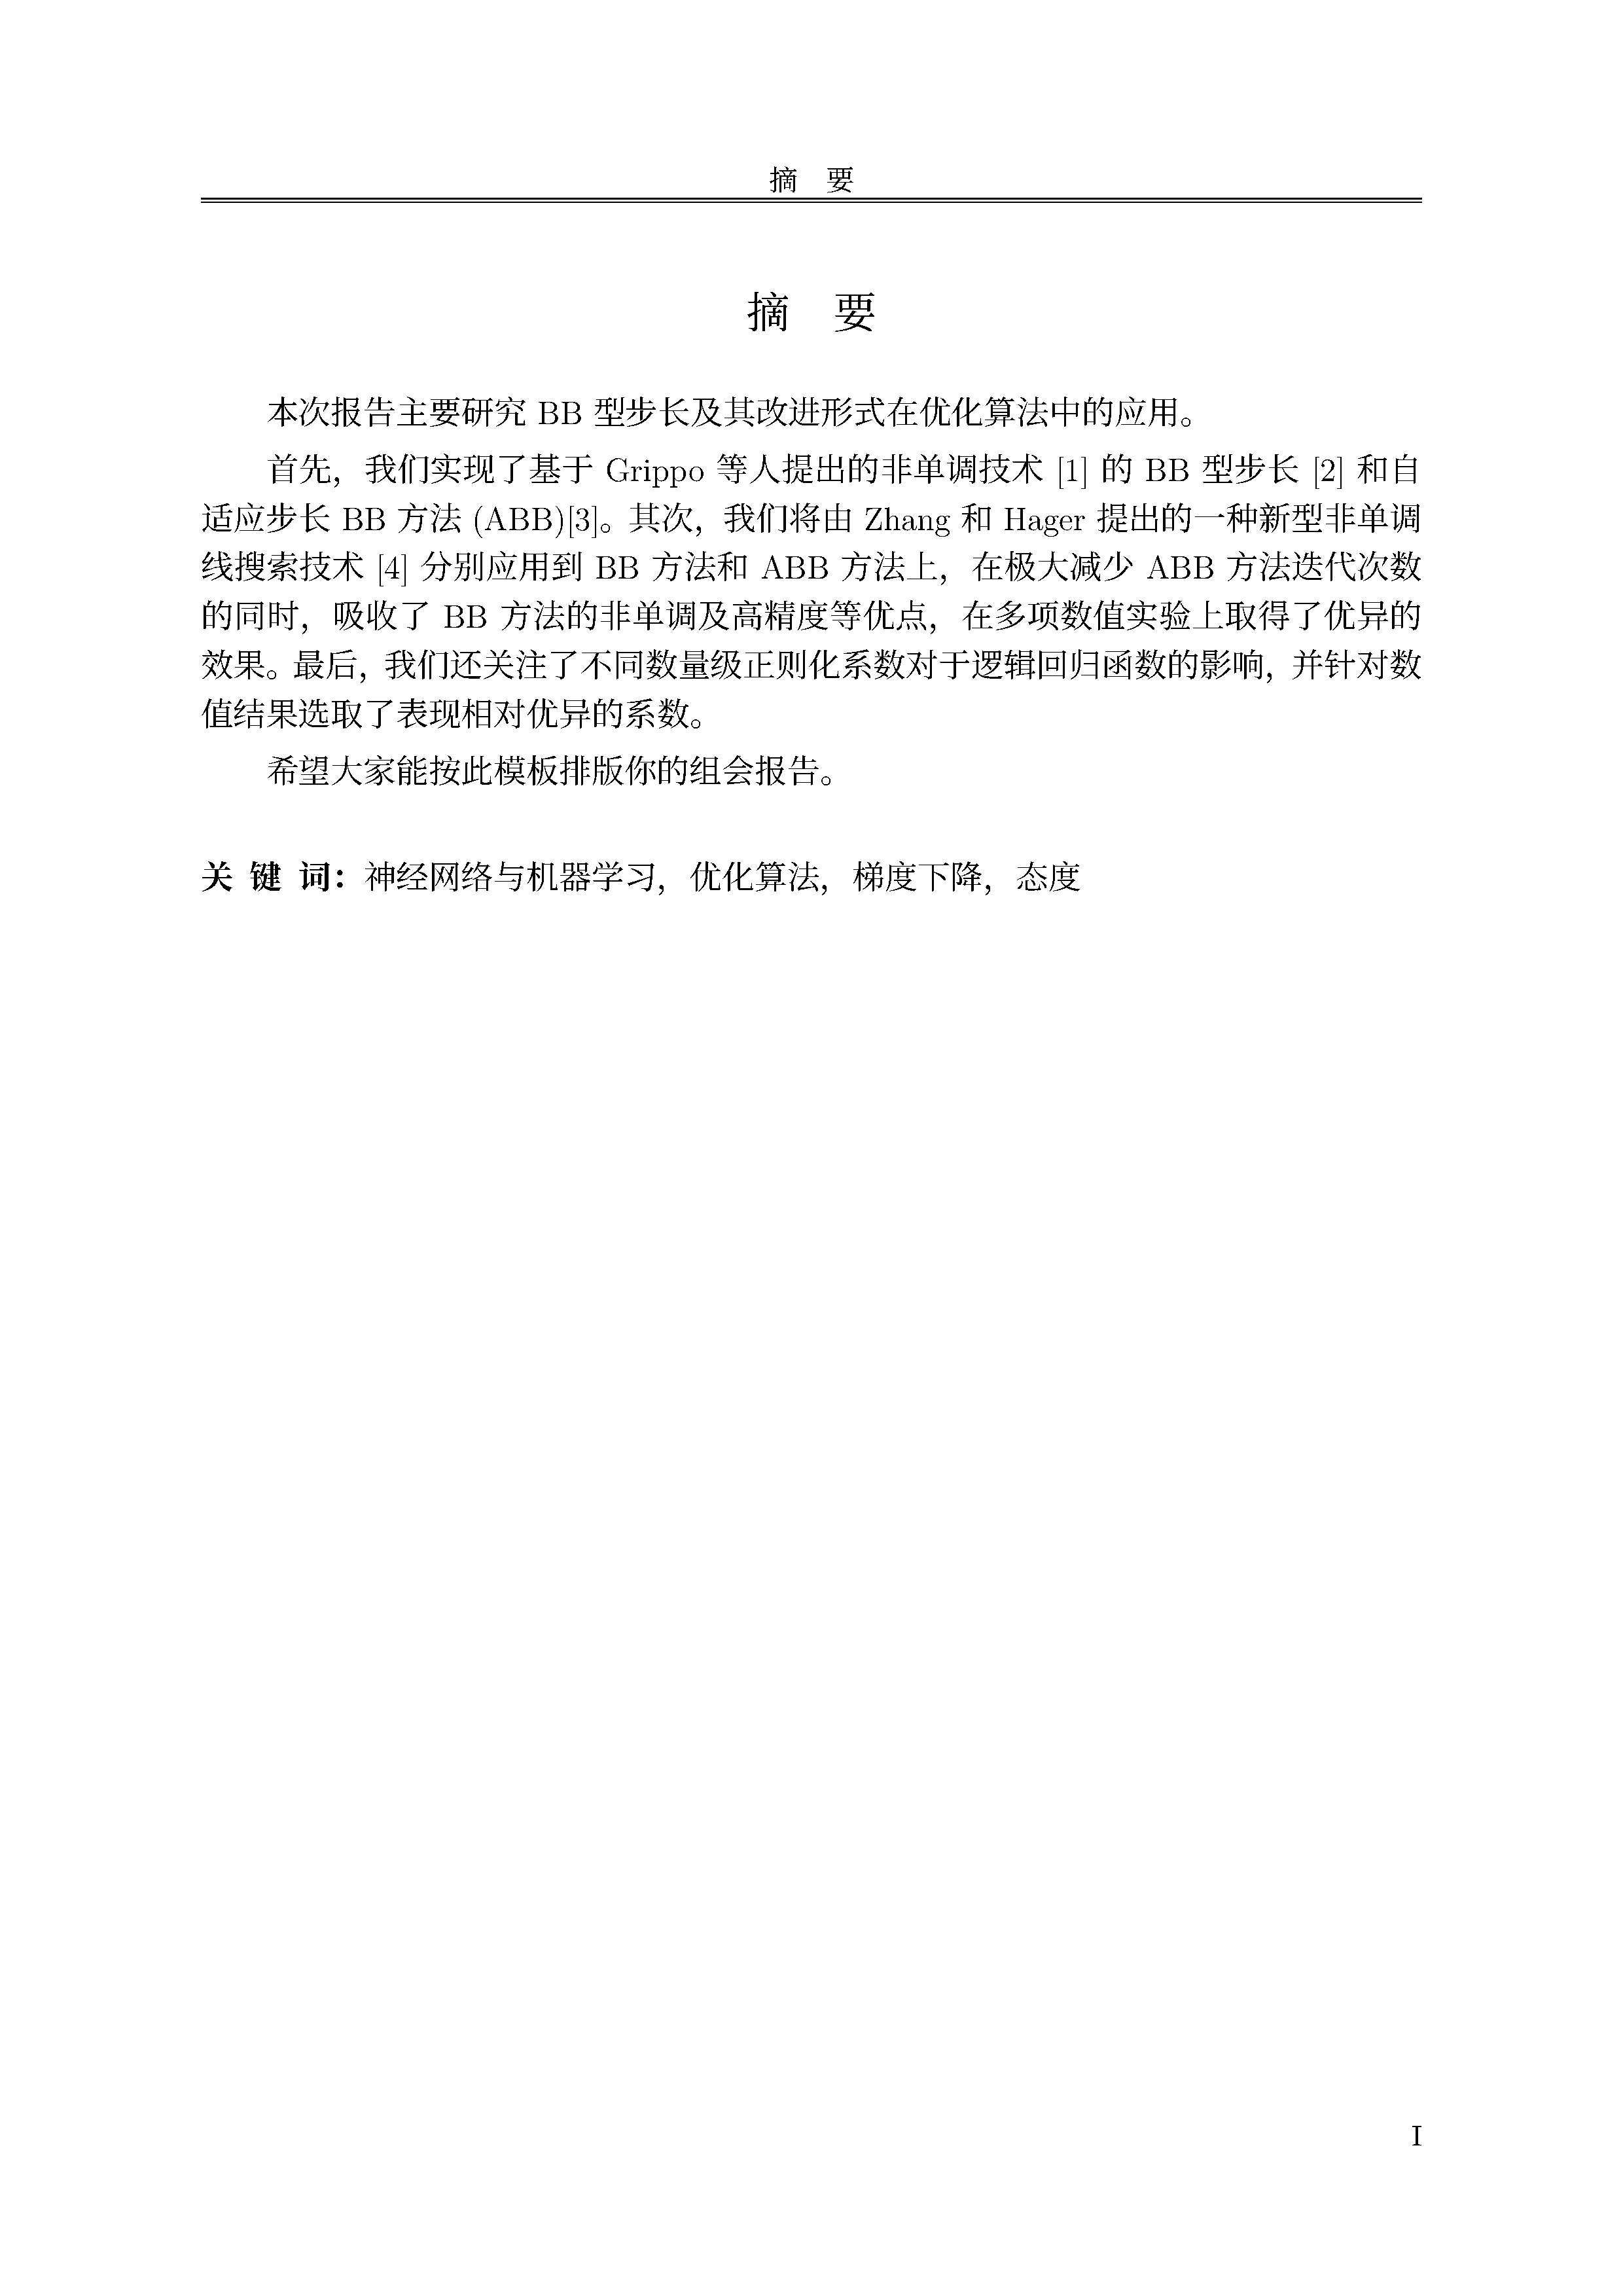 摘 要
摘 要
本次报告主要研究 BB 型步长及其改进形式在优化算法中的应用。
首先，我们实现了基于 Grippo 等人提出的非单调技术 [1] 的 BB 型步长 [2] 和自
适应步长 BB 方法 (ABB)[3]。其次，我们将由 Zhang 和 Hager 提出的一种新型非单调
线搜索技术 [4] 分别应用到 BB 方法和 ABB 方法上，在极大减少 ABB 方法迭代次数
的同时，吸收了 BB 方法的非单调及高精度等优点，在多项数值实验上取得了优异的
效果。最后，我们还关注了不同数量级正则化系数对于逻辑回归函数的影响，并针对数
值结果选取了表现相对优异的系数。
希望大家能按此模板排版你的组会报告。
关 键 词：神经网络与机器学习，优化算法，梯度下降，态度
I